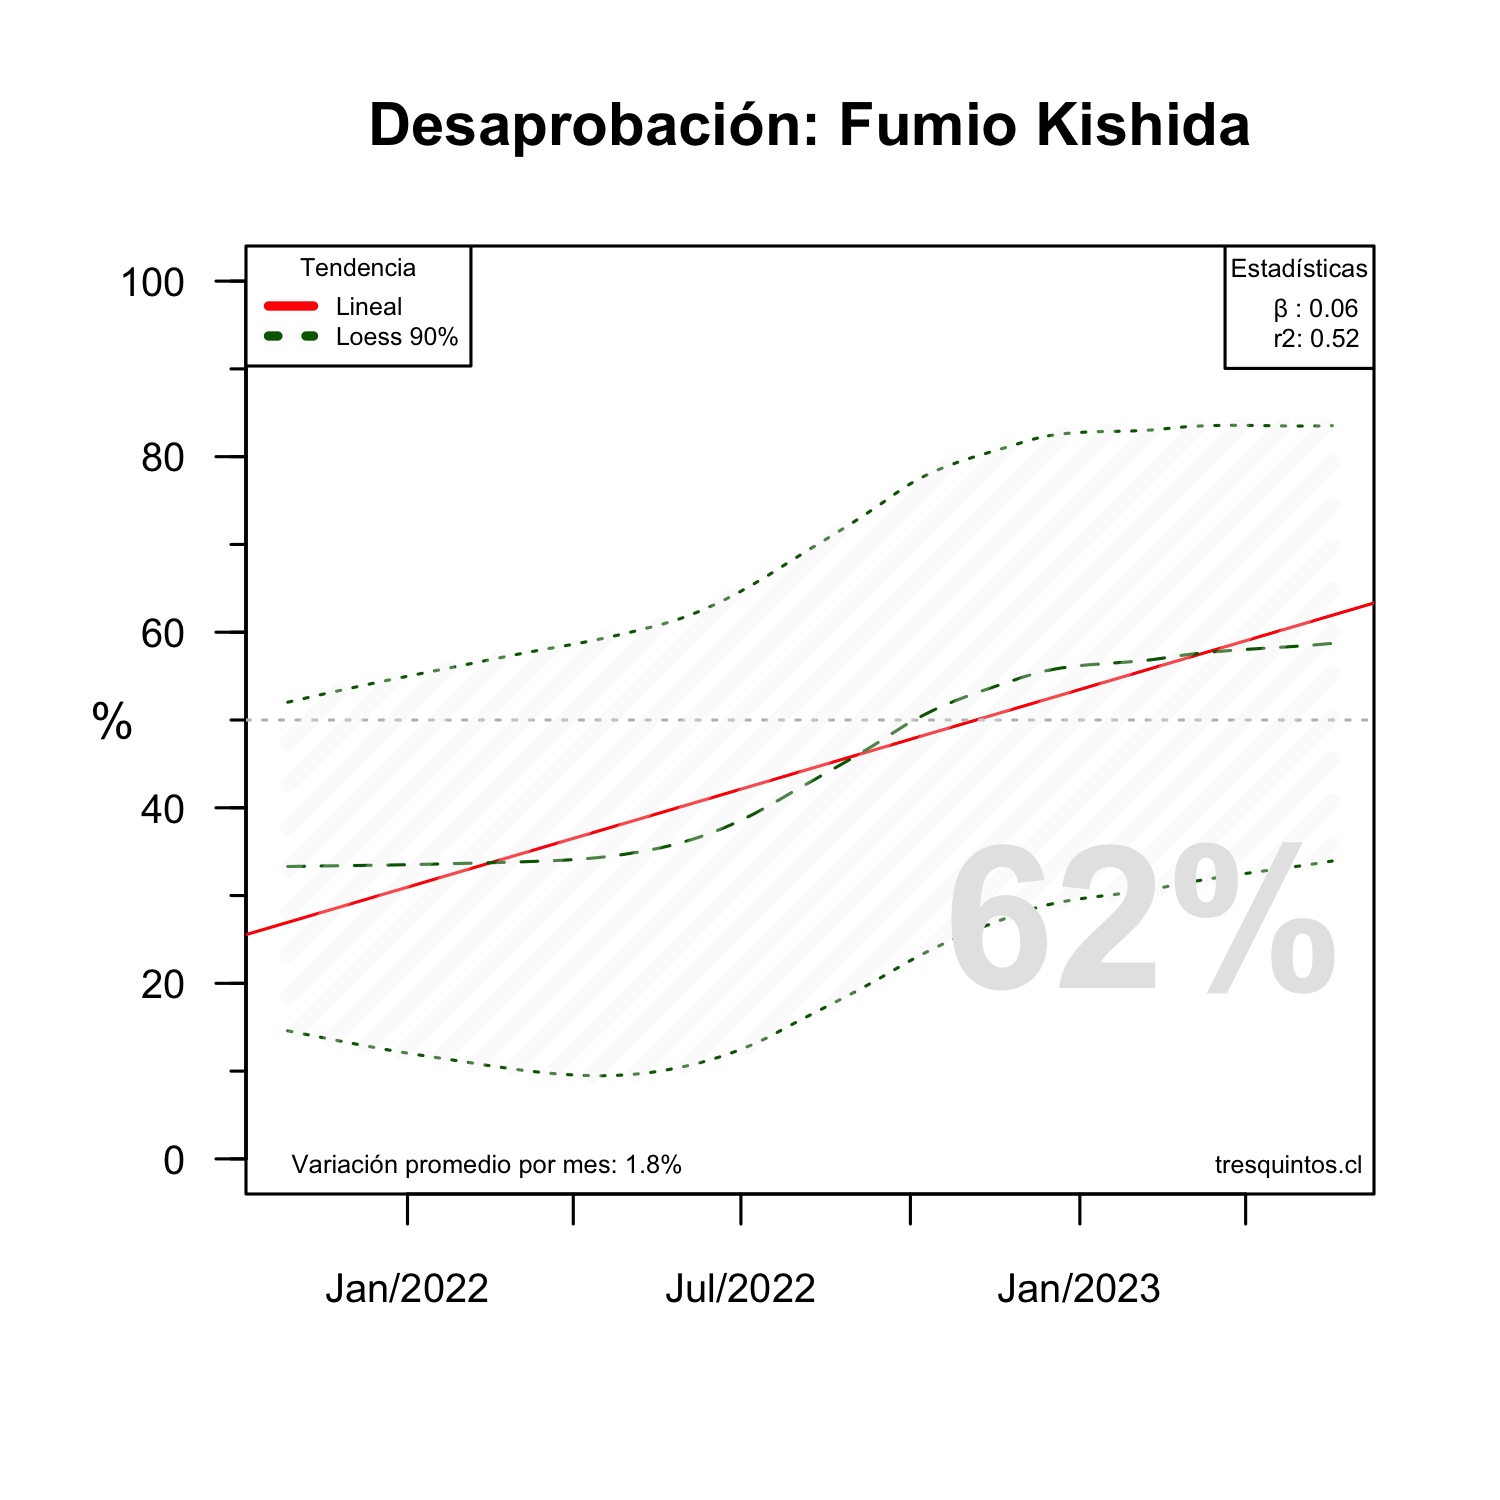 Desaprobación: Fumio Kishida
Tendencia
Lineal
Loess 90%
Estadísticas
β : 0.06
r2: 0.52
100
80
60
%
40
20
0
62%
Variación promedio por mes: 1.8%
tresquintos.cl
Jan/2022
Jul/2022
Jan/2023